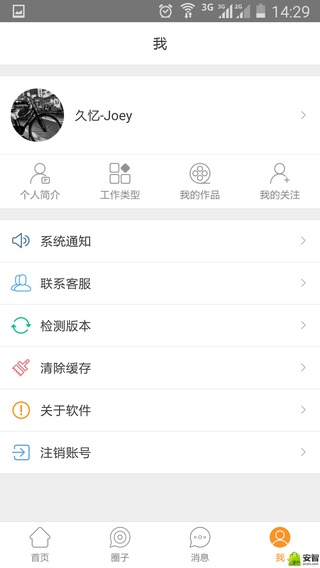 3G 3G 2G 14:29
我
久忆-Joey
个人简介 工作类型 我的作品 我的关注
系统通知
联系客服
检测版本
清除缓存
关于软件
注销账号
首页 圈子 消息 我
安智